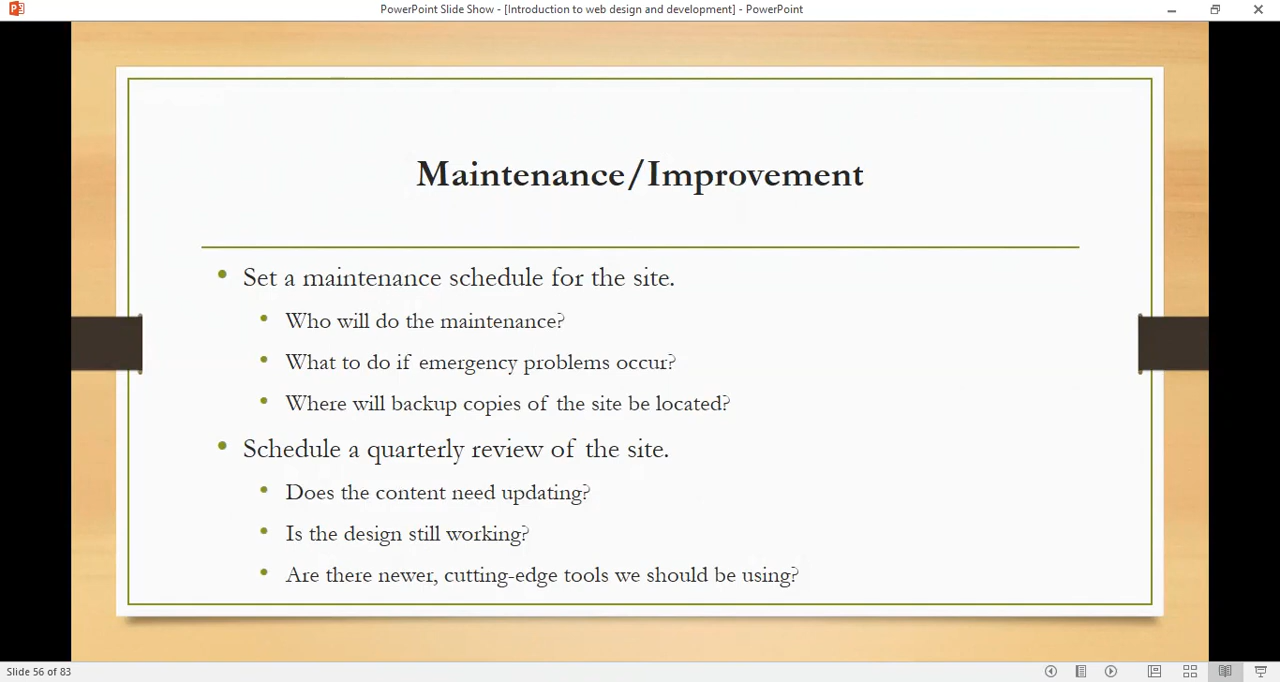 PowerPoint Slide Show - [Introduction to web design and development] - PowerPoint
Maintenance/Improvement
• Set a maintenance schedule for the site.
• Who will do the maintenance?
• What to do if emergency problems occur?
• Where will backup copies of the site be located?
• Schedule a quarterly review of the site.
• Does the content need updating?
• Is the design still working?
• Are there newer, cutting-edge tools we should be using?
Slide 56 of 83